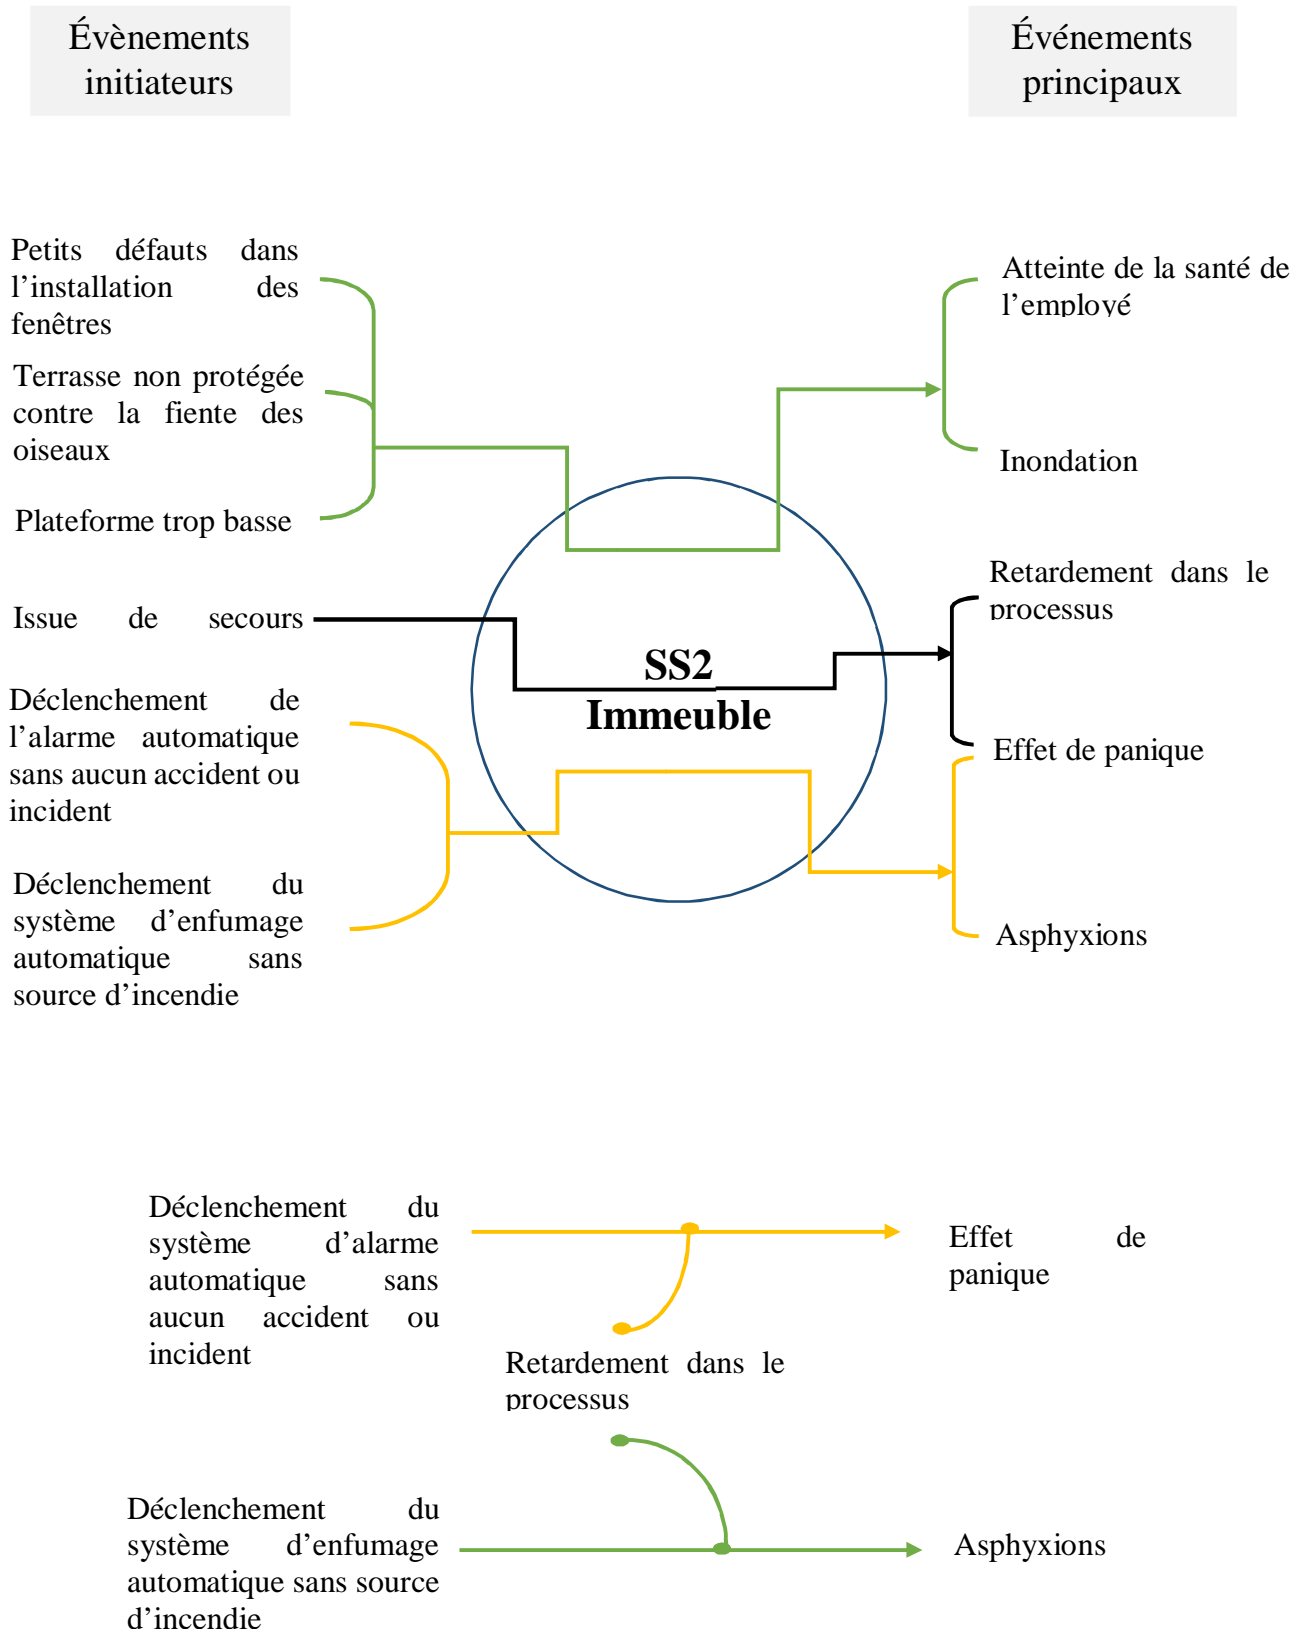 Évènements
initiateurs
Événements
principaux
Petits défauts dans
l’installation des
fenêtres
Terrasse non protégée
contre la fiente des
oiseaux
Plateforme trop basse
Issue de secours
Déclenchement de
l’alarme automatique
sans aucun accident ou
incident
Déclenchement du
système d’enfumage
automatique sans
source d’incendie
SS2
Immeuble
Atteinte de la santé de
l’employé
Inondation
Retardement dans le
processus
Effet de panique
Asphyxions
Déclenchement du
système d’alarme
automatique sans
aucun accident ou
incident
Effet de
panique
Retardement dans le
processus
Déclenchement du
système d’enfumage
automatique sans source
d’incendie
Asphyxions